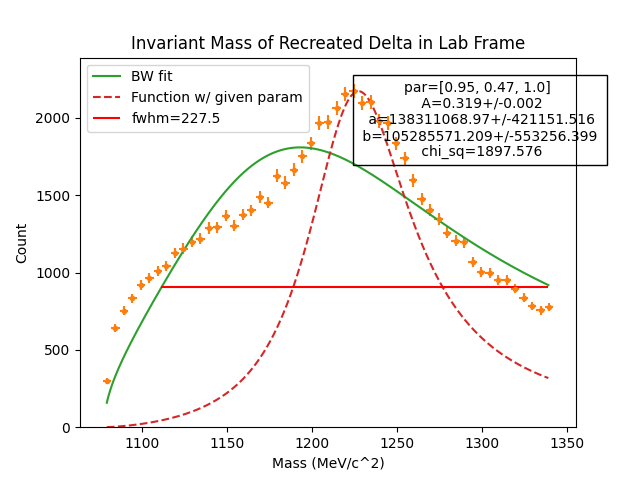 Invariant Mass of Recreated Delta in Lab Frame
BW fit
Function w/ given param
fwhm=227.5
par=[0.95, 0.47, 1.0]
A=0.319+/-0.002
a=138311068.97+/-421151.516
b=105285571.209+/-553256.399
chi_sq=1897.576
Count
2000
1500
1000
500
0
1100 1150 1200 1250 1300 1350
Mass (MeV/c^2)